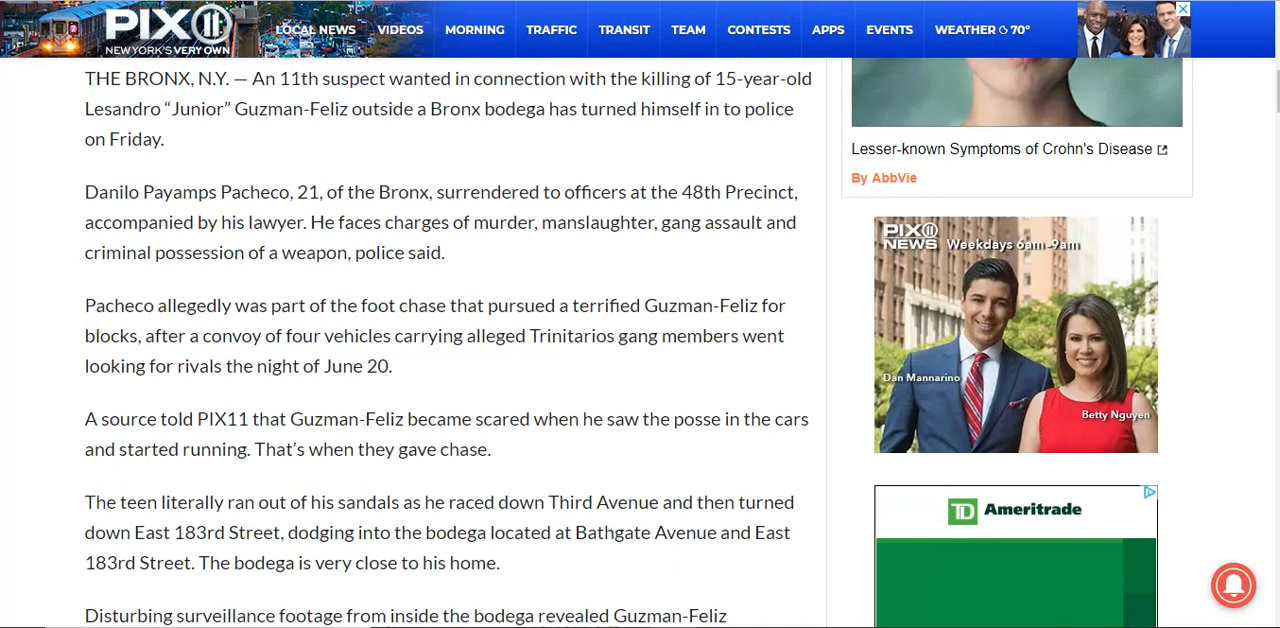 PIX11
NEW YORK'S VERY OWN
LOCAL NEWS VIDEOS MORNING TRAFFIC TRANSIT TEAM CONTESTS APPS EVENTS WEATHER 70°
THE BRONX, N.Y. — An 11th suspect wanted in connection with the killing of 15-year-old
Lesandro “Junior” Guzman-Feliz outside a Bronx bodega has turned himself in to police
on Friday.
Danilo Payamps Pacheco, 21, of the Bronx, surrendered to officers at the 48th Precinct,
accompanied by his lawyer. He faces charges of murder, manslaughter, gang assault and
criminal possession of a weapon, police said.
Pacheco allegedly was part of the foot chase that pursued a terrified Guzman-Feliz for
blocks, after a convoy of four vehicles carrying alleged Trinitarios gang members went
looking for rivals the night of June 20.
A source told PIX11 that Guzman-Feliz became scared when he saw the posse in the cars
and started running. That’s when they gave chase.
The teen literally ran out of his sandals as he raced down Third Avenue and then turned
down East 183rd Street, dodging into the bodega located at Bathgate Avenue and East
183rd Street. The bodega is very close to his home.
Disturbing surveillance footage from inside the bodega revealed Guzman-Feliz
Lesser-known Symptoms of Crohn's Disease
By AbbVie
PIX11
NEWS Weekdays 6am-9am
Dan Mannarino
Betty Nguyen
TD Ameritrade